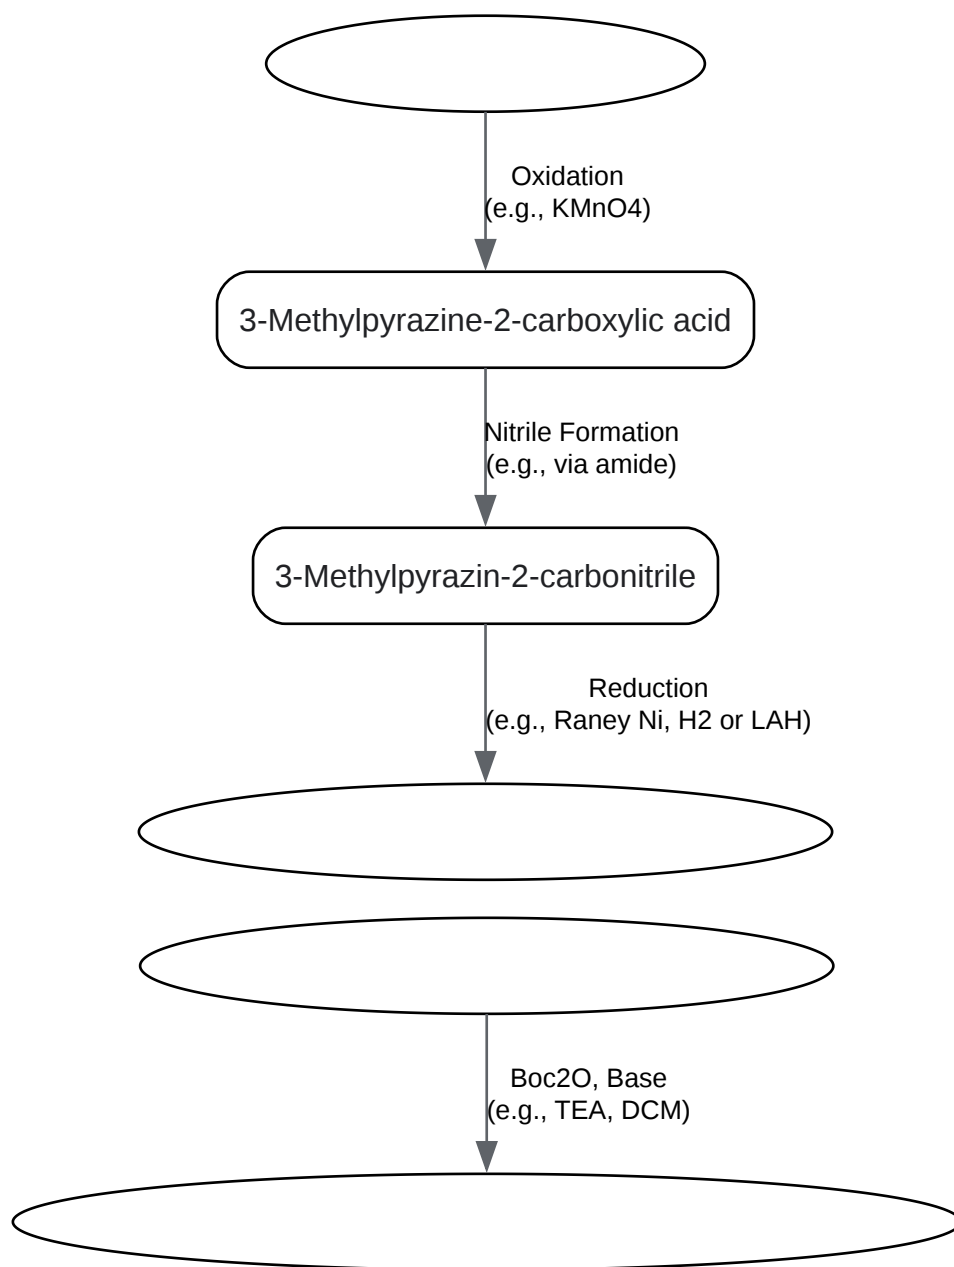 Oxidation
(e.g., KMnO4)
3-Methylpyrazine-2-carboxylic acid
Nitrile Formation
(e.g., via amide)
3-Methylpyrazin-2-carbonitrile
Reduction
(e.g., Raney Ni, H2 or LAH)
Boc2O, Base
(e.g., TEA, DCM)